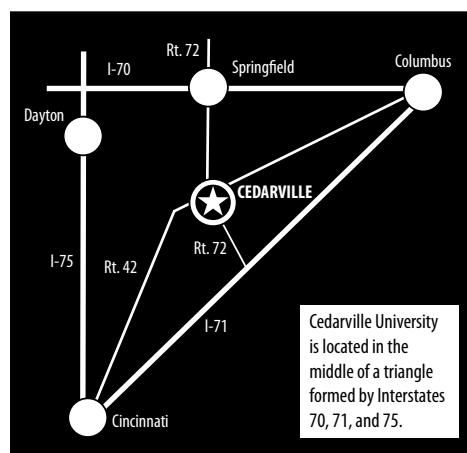 Rt. 72
Columbus
I-70
Springfield
Dayton
CEDARVILLE
Rt. 72
I-75
Rt. 42
I-71
Cedarville University
is located in the
middle of a triangle
formed by Interstates
70, 71, and 75.
Cincinnati